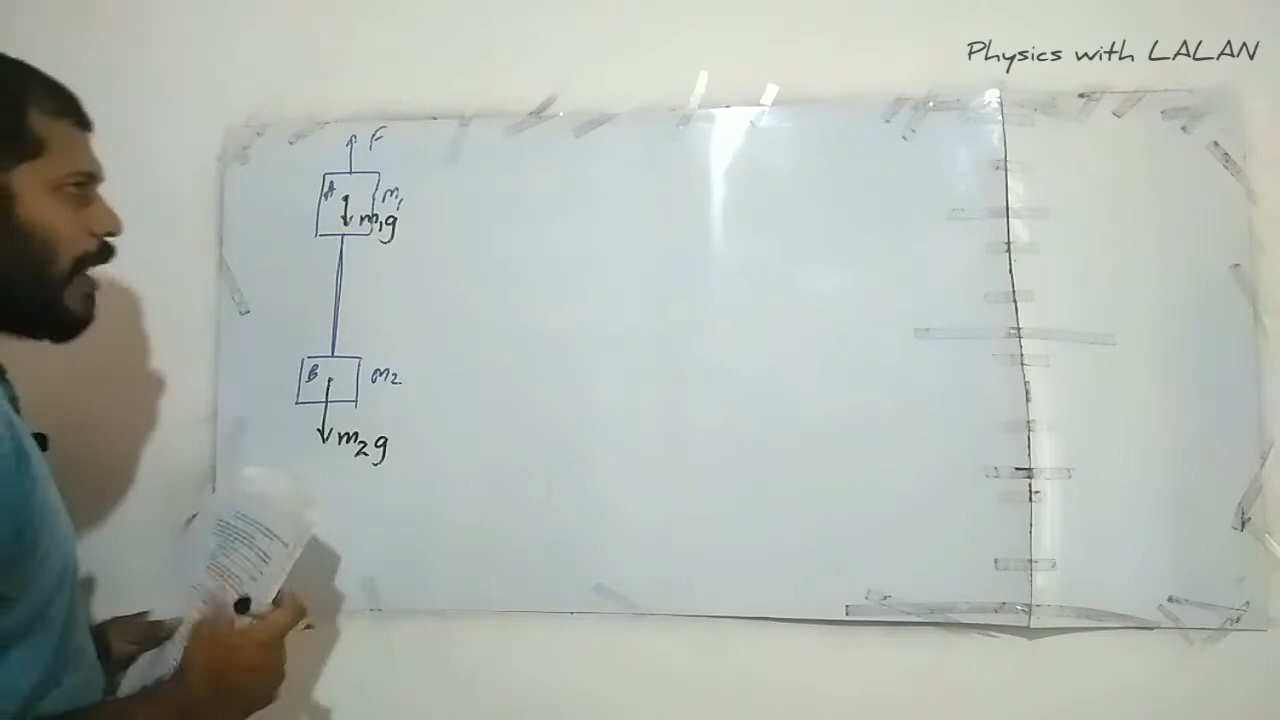 Physics with LALAN
F
A
m₁
m₁g
B
m₂
m₂g